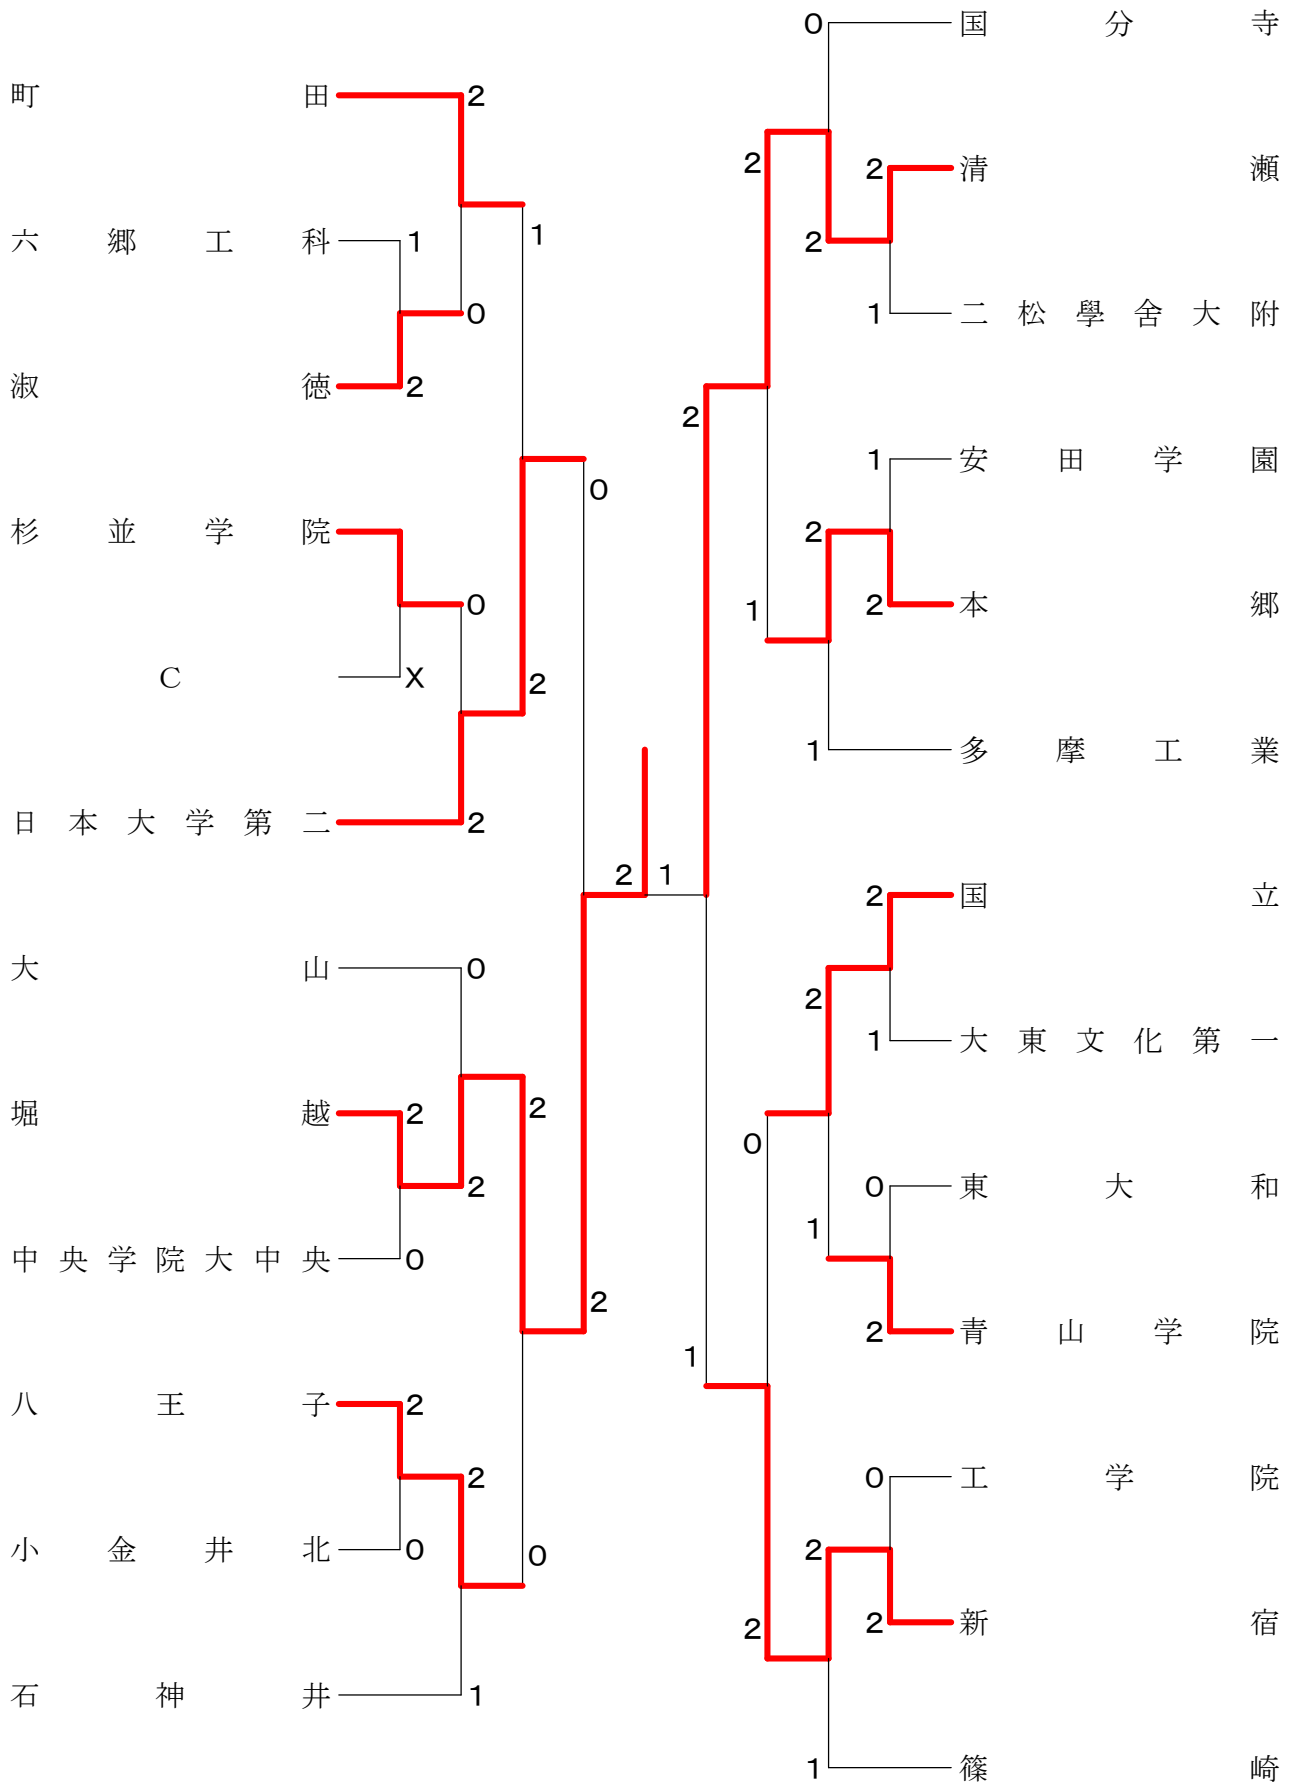 町田 2
六郷工科 1
1
0
淑徳 2
杉並学院
0
C X
2
日本大学第二 2
0
大山 0
堀越 2
2
2
中央学院大中央 0
八王子 2
2
小金井北 0
0
石神井 1
2
2 1
0 国分寺
2 清瀬
2
2
1 二松學舍大附
2
1 安田学園
2
2 本郷
1
1 多摩工業
2 国立
2
1 大東文化第一
0
0 東大和
1
2 青山学院
1
0 工学院
2
2 新宿
2
1 篠崎